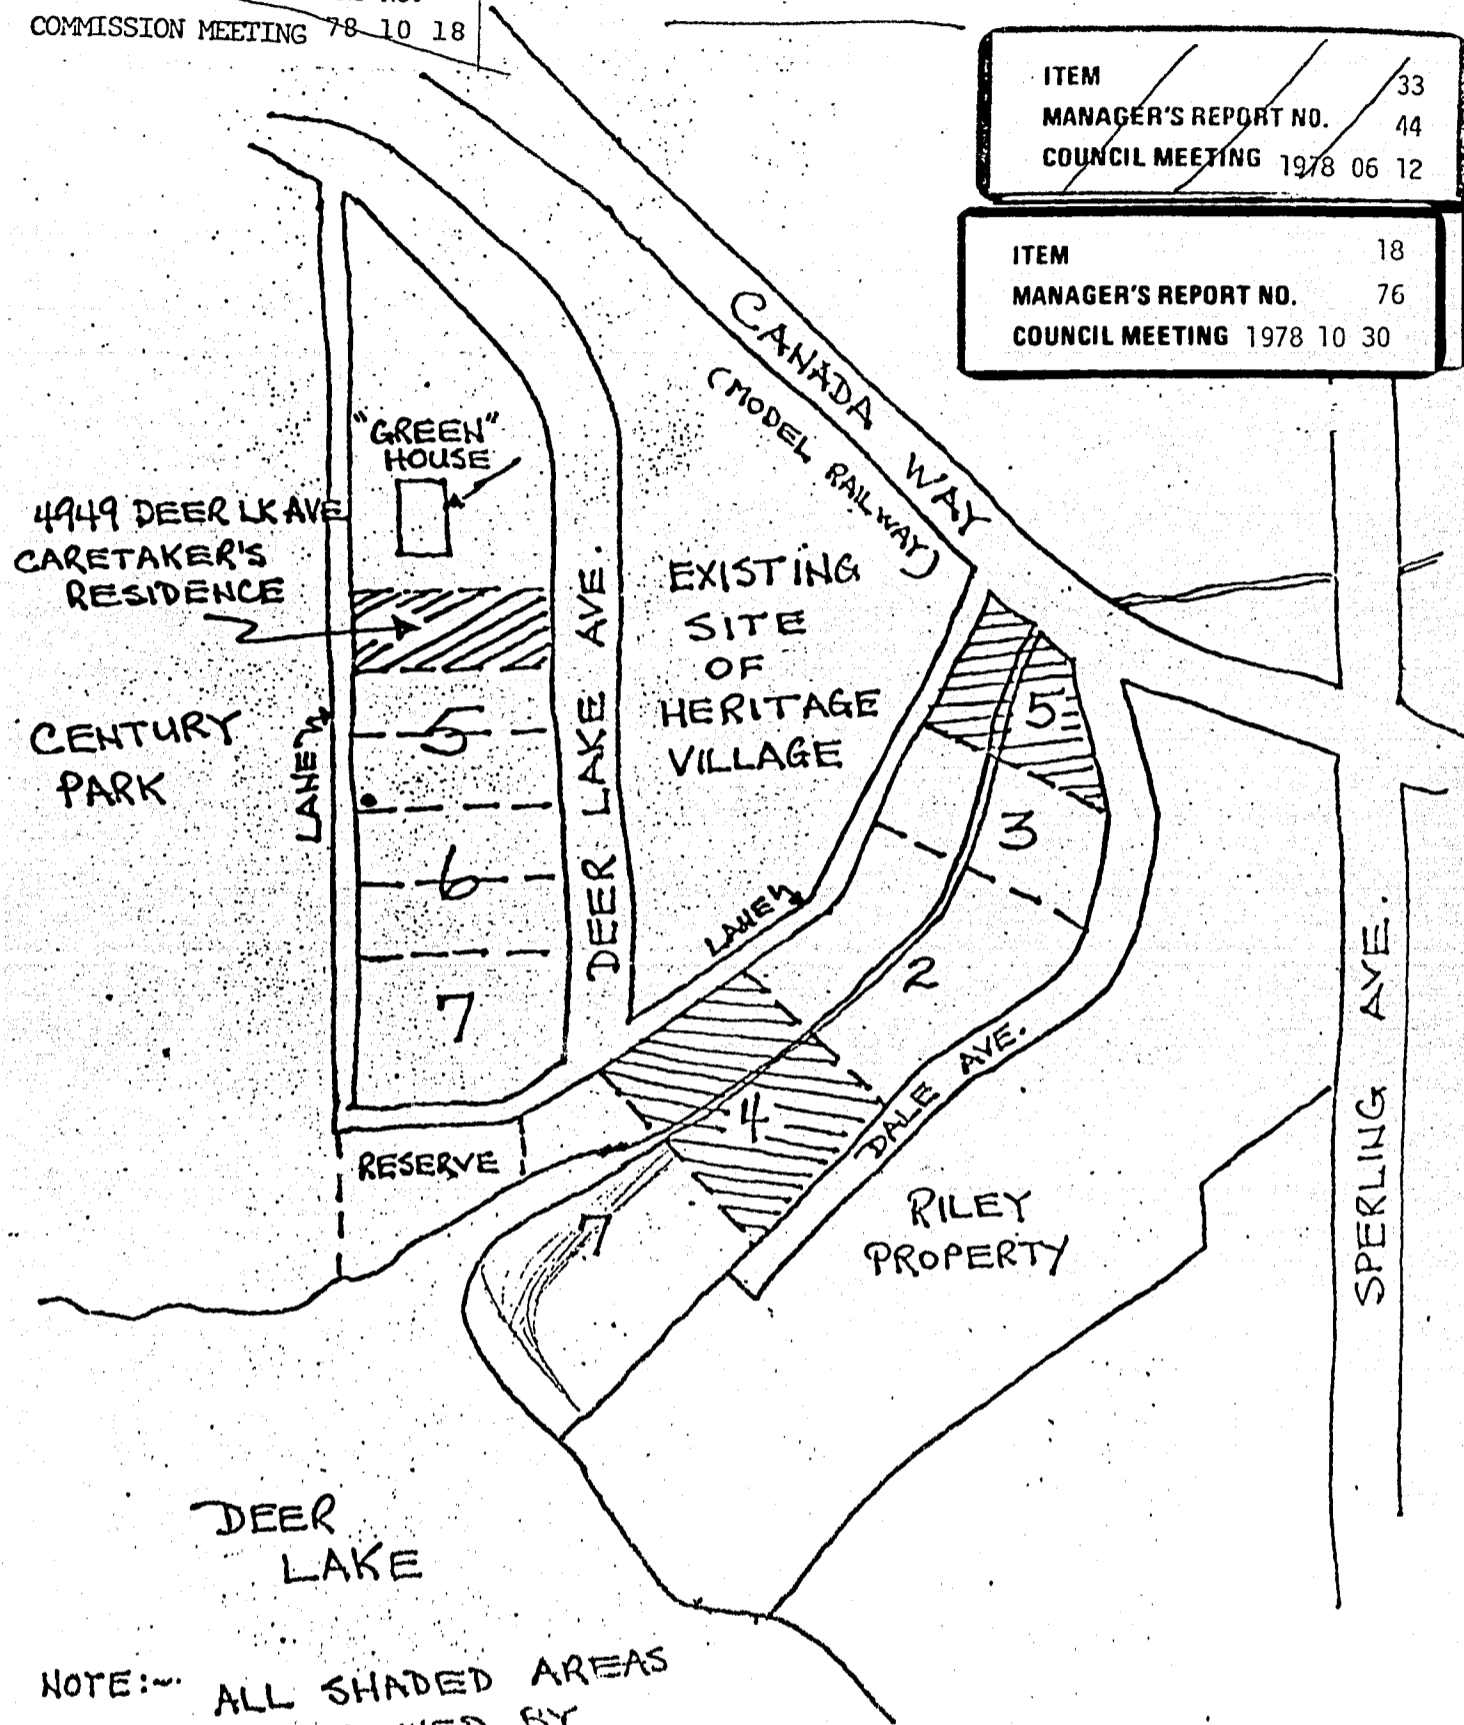 COMMISSION MEETING 78 10 18
ITEM 33
MANAGER'S REPORT NO. 44
COUNCIL MEETING 1978 06 12
ITEM 18
MANAGER'S REPORT NO. 76
COUNCIL MEETING 1978 10 30
CANADA WAY
(MODEL RAILWAY)
"GREEN"
HOUSE
4949 DEER LK AVE
CARETAKER'S
RESIDENCE
EXISTING
SITE
OF
HERITAGE
VILLAGE
DEER LAKE AVE.
CENTURY
PARK
LANE
5
6
7
LANE
5
3
2
4
7
DALE AVE.
RESERVE
RILEY
PROPERTY
SPERLING AVE.
DEER
LAKE
NOTE:~ ALL SHADED AREAS
BY